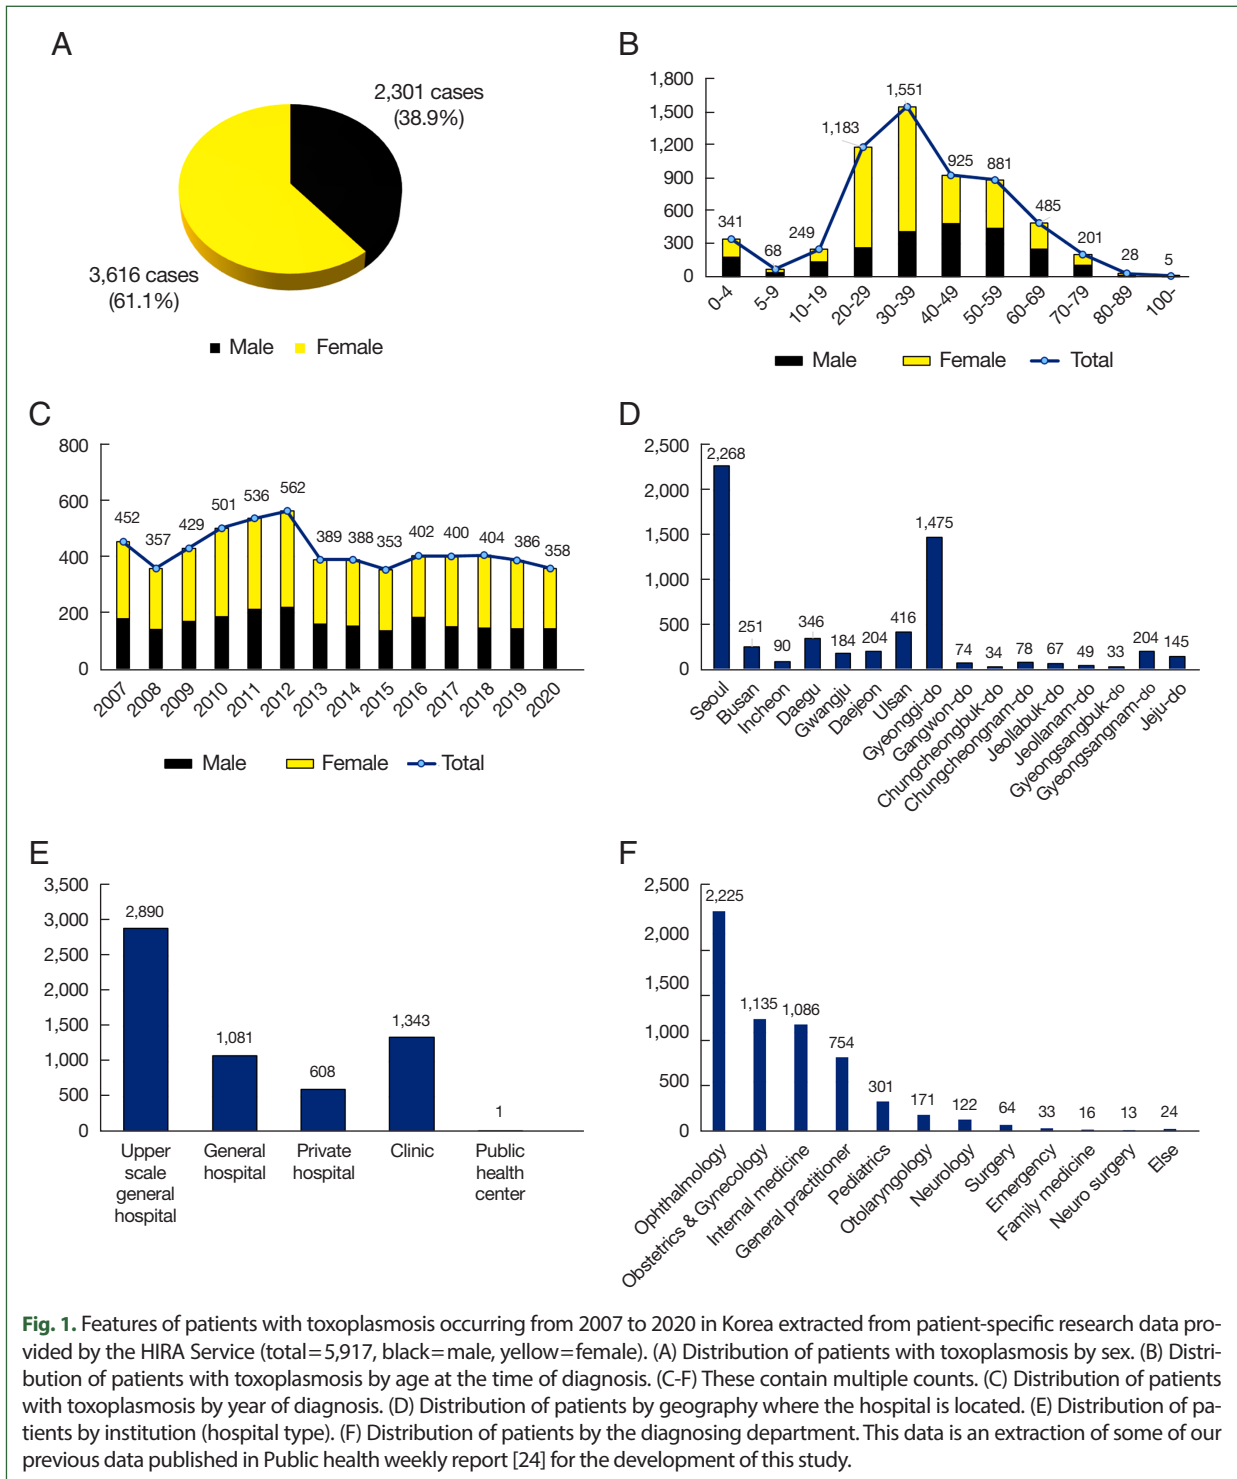 A
2,301 cases
(38.9%)
3,616 cases
(61.1%)
Male Female
B
1,800
1,500
1,200
900
600
300
0
341
68
249
1,183
1,551
925
881
485
201
28
5
0-4
5-9
10-19
20-29
30-39
40-49
50-59
60-69
70-79
80-89
100-
Male Female Total
C
800
600
400
200
0
452
357
429
501
536
562
389
388
353
402
400
404
386
358
2007
2008
2009
2010
2011
2012
2013
2014
2015
2016
2017
2018
2019
2020
Male Female Total
D
2,500
2,000
1,500
1,000
500
0
2,268
251
90
346
184
204
416
1,475
74
34
78
67
49
33
204
145
Seoul
Busan
Incheon
Daegu
Gwangju
Daejeon
Ulsan
Gyeonggi-do
Gangwon-do
Chungcheongbuk-do
Chungcheongnam-do
Jeollabuk-do
Jeollanam-do
Gyeongsangbuk-do
Gyeongsangnam-do
Jeju-do
E
3,500
3,000
2,500
2,000
1,500
1,000
500
0
2,890
1,081
608
1,343
1
Upper
scale
general
hospital
General
hospital
Private
hospital
Clinic
Public
health
center
F
2,500
2,000
1,500
1,000
500
0
2,225
1,135
1,086
754
301
171
122
64
33
16
13
24
Ophthalmology
Obstetrics & Gynecology
Internal medicine
General practitioner
Pediatrics
Otolaryngology
Neurology
Surgery
Emergency
Family medicine
Neuro surgery
Else
Fig. 1. Features of patients with toxoplasmosis occurring from 2007 to 2020 in Korea extracted from patient-specific research data pro-
vided by the HIRA Service (total=5,917, black=male, yellow=female). (A) Distribution of patients with toxoplasmosis by sex. (B) Distri-
bution of patients with toxoplasmosis by age at the time of diagnosis. (C-F) These contain multiple counts. (C) Distribution of patients
with toxoplasmosis by year of diagnosis. (D) Distribution of patients by geography where the hospital is located. (E) Distribution of pa-
tients by institution (hospital type). (F) Distribution of patients by the diagnosing department. This data is an extraction of some of our
previous data published in Public health weekly report [24] for the development of this study.